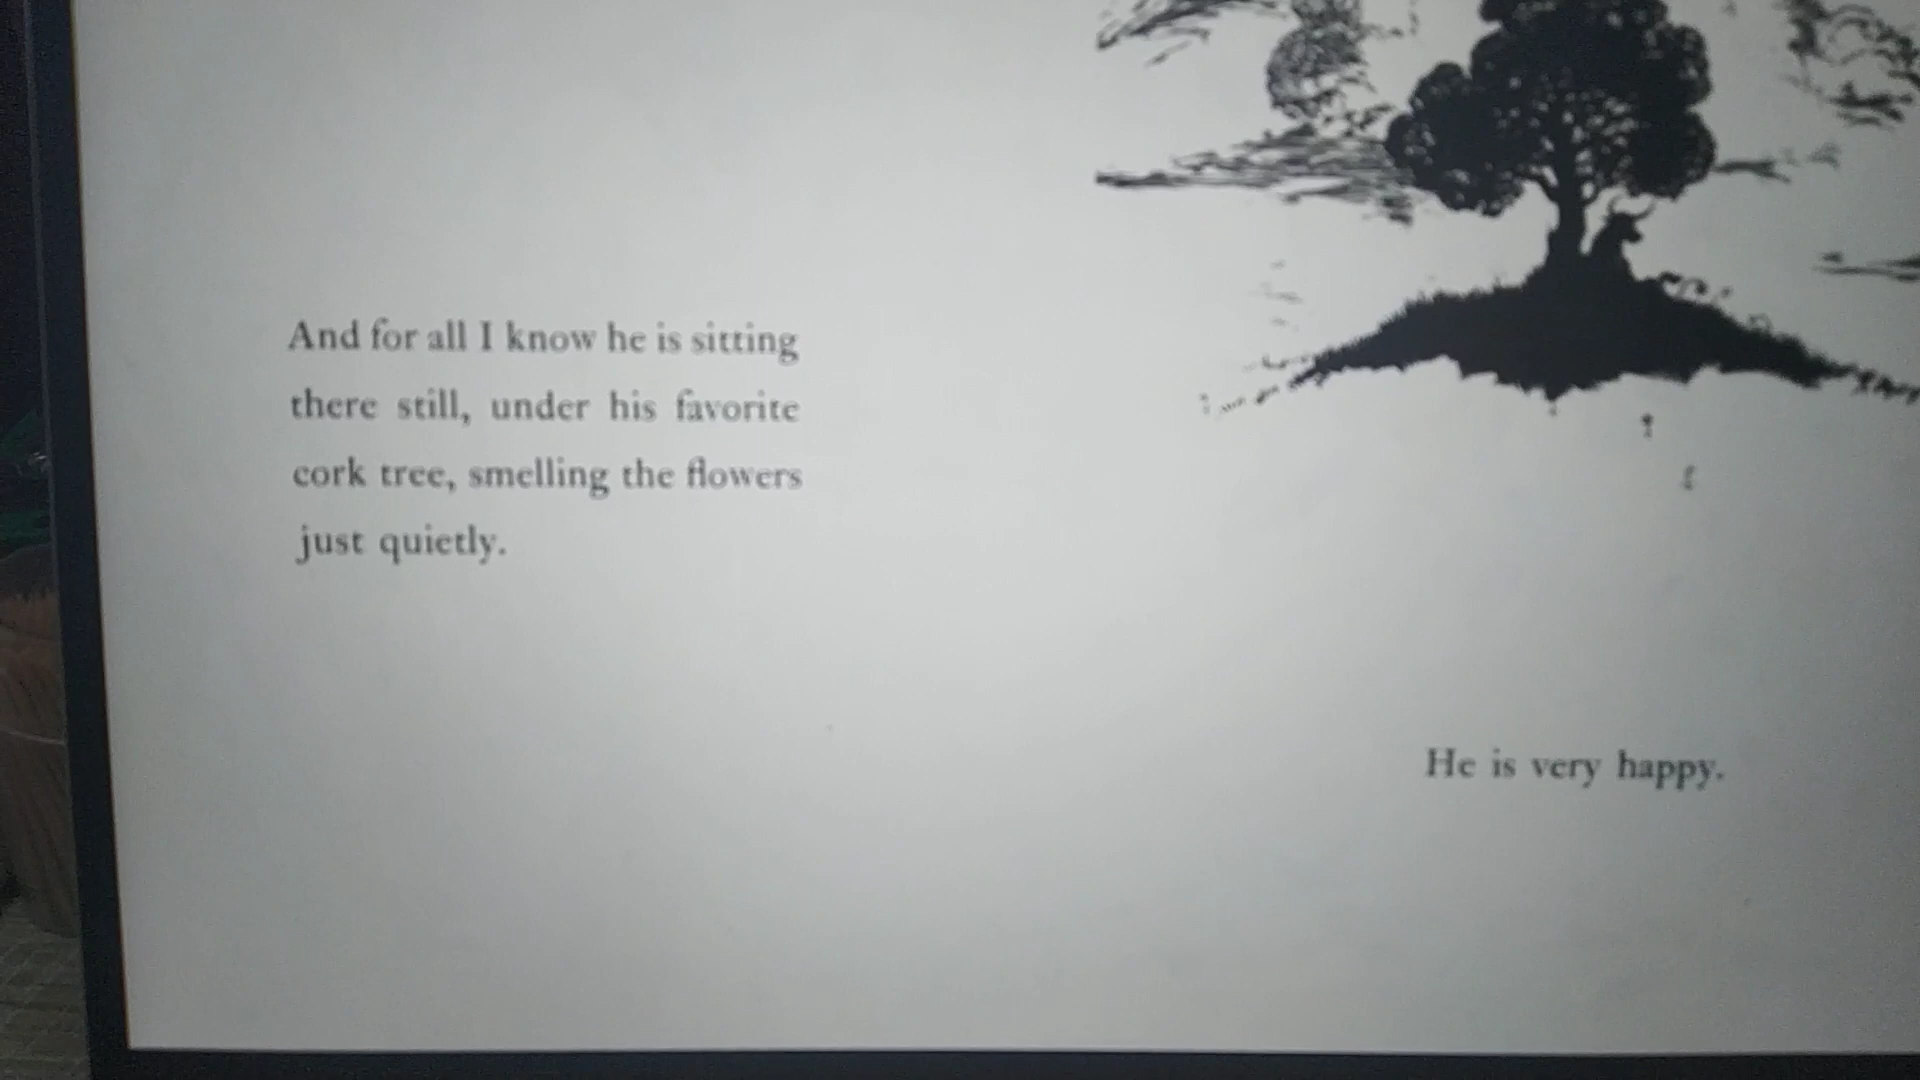 And for all I know he is sitting
there still, under his favorite
cork tree, smelling the flowers
just quietly.
He is very happy.